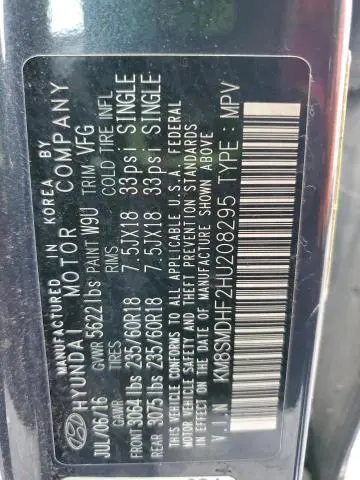 MANUFACTURED IN KOREA BY
HYUNDAI MOTOR COMPANY
JUL/06/16 GVWR 5622lbs PAINT W9U TRIM VFG
GAWR TIRES RIMS COLD TIRE INFL
FRONT 3064 lbs 235/60R18 7.5JX18 33psi SINGLE
REAR 3075 lbs 235/60R18 7.5JX18 33psi SINGLE
THIS VEHICLE CONFORMS TO ALL APPLICABLE U.S.A. FEDERAL
MOTOR VEHICLE SAFETY AND THEFT PREVENTION STANDARDS
IN EFFECT ON THE DATE OF MANUFACTURE SHOWN ABOVE.
V.I.N : KM8SMDHF2HU208295 TYPE : MPV